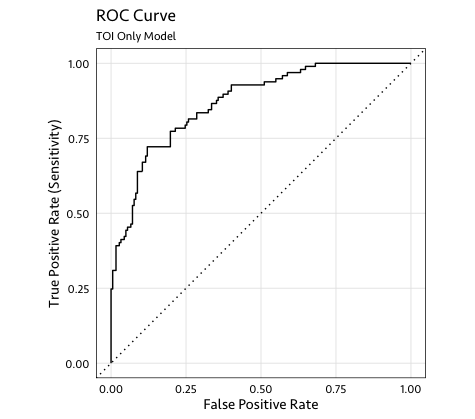 ROC Curve
TOI Only Model
True Positive Rate (Sensitivity)
1.00
0.75
0.50
0.25
0.00
0.00 0.25 0.50 0.75 1.00
False Positive Rate